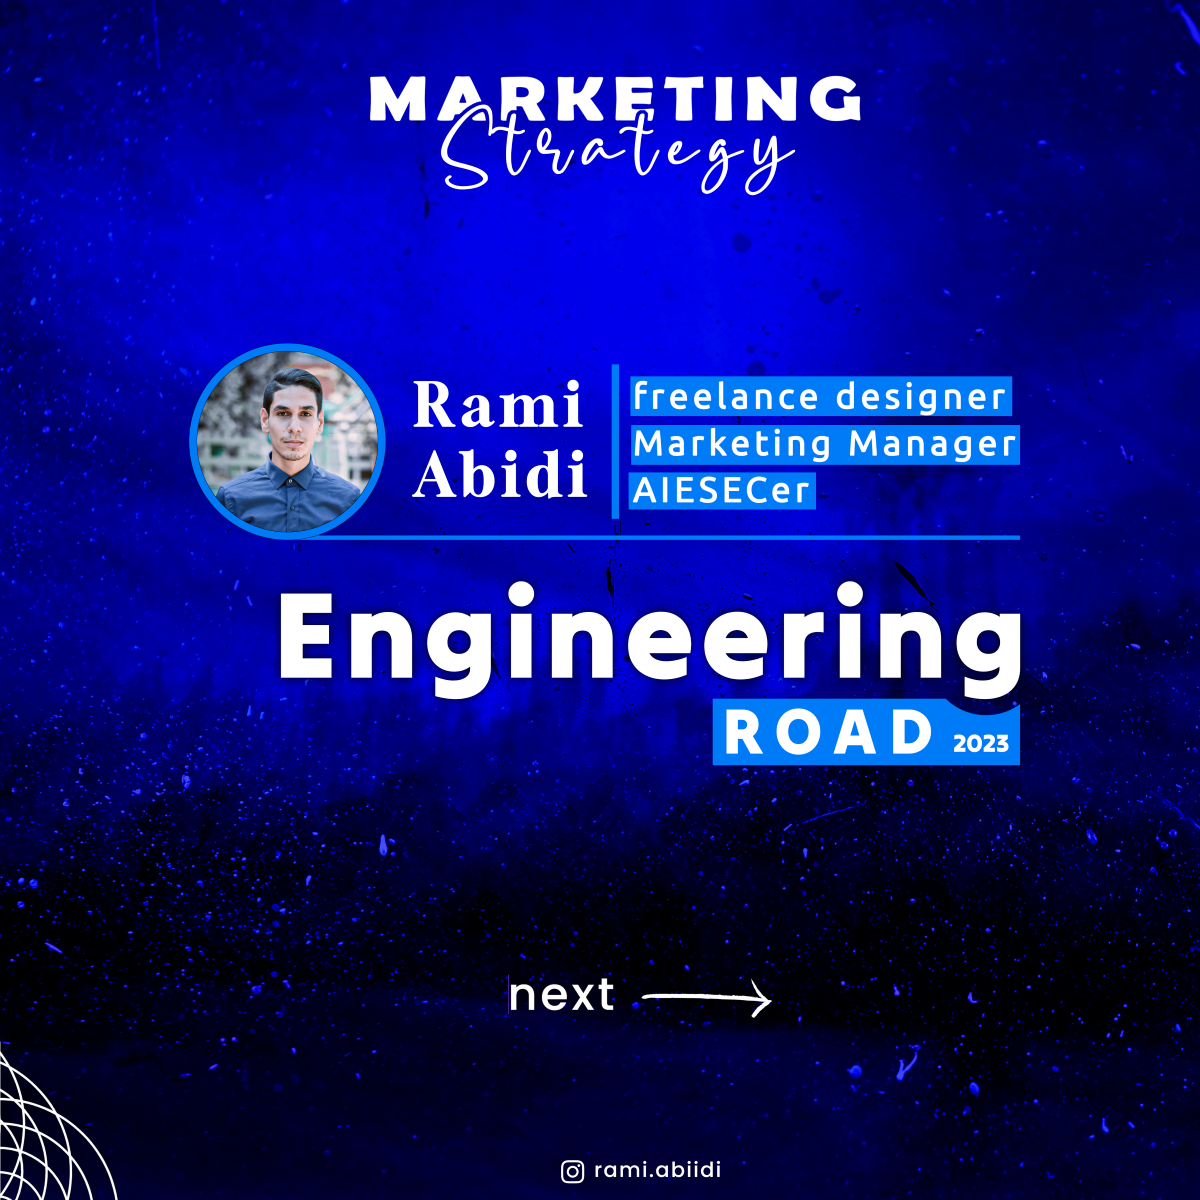 MARKETING
Strategy
Rami
Abidi
freelance designer
Marketing Manager
AIESECer
Engineering
ROAD 2023
next
rami.abiidi